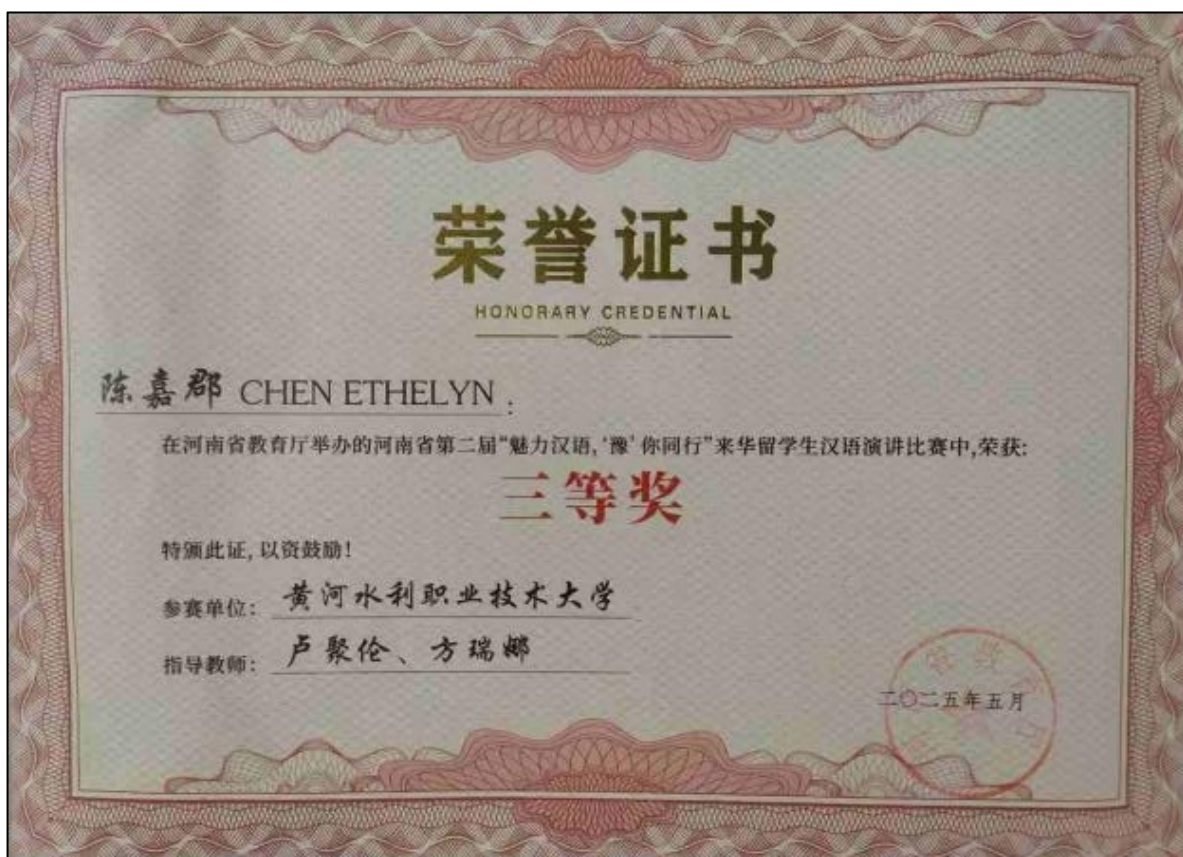 荣誉证书
HONORARY CREDENTIAL
陈嘉郡 CHEN ETHELYN :
在河南省教育厅举办的河南省第二届“魅力汉语,‘豫’你同行”来华留学生汉语演讲比赛中,荣获:
三等奖
特颁此证,以资鼓励!
参赛单位: 黄河水利职业技术大学
指导教师: 卢聚伦、方瑞娜
二〇二五年五月